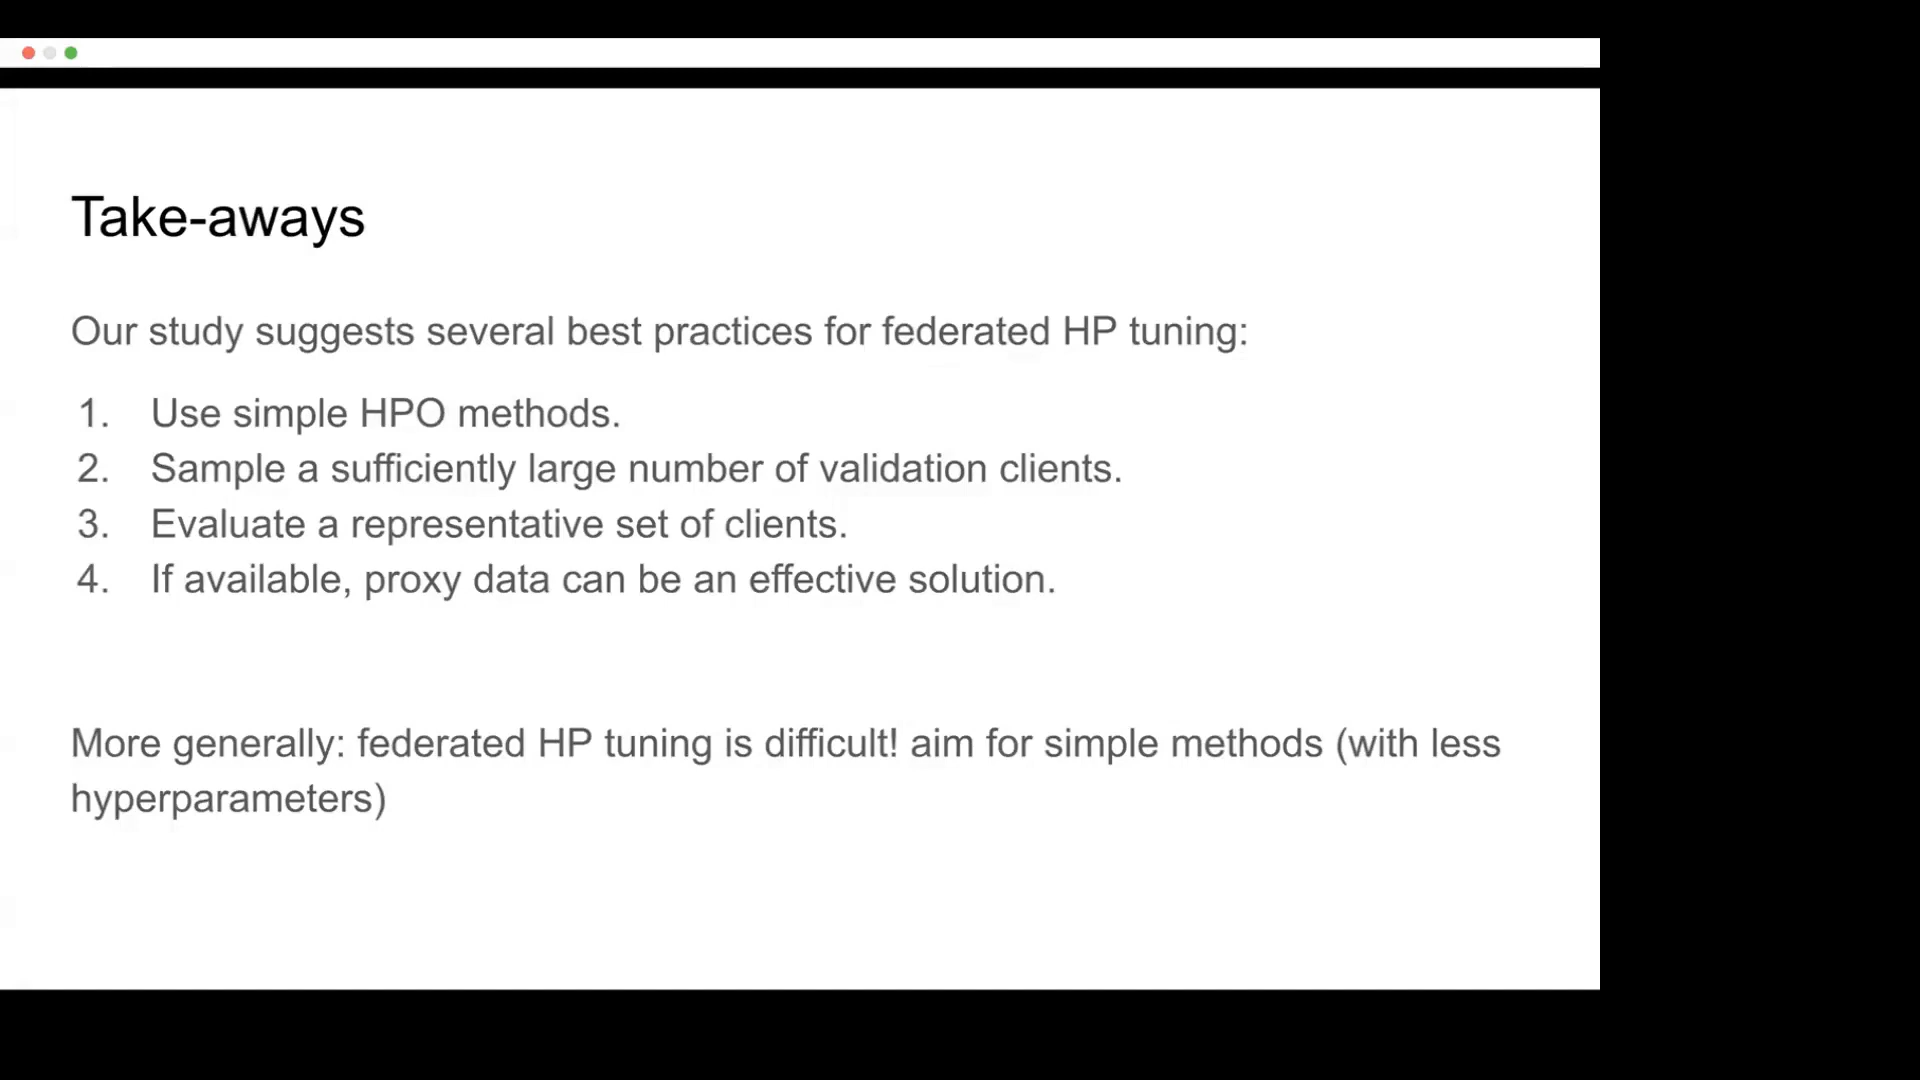 Take-aways
Our study suggests several best practices for federated HP tuning:
1. Use simple HPO methods.
2. Sample a sufficiently large number of validation clients.
3. Evaluate a representative set of clients.
4. If available, proxy data can be an effective solution.
More generally: federated HP tuning is difficult! aim for simple methods (with less
hyperparameters)